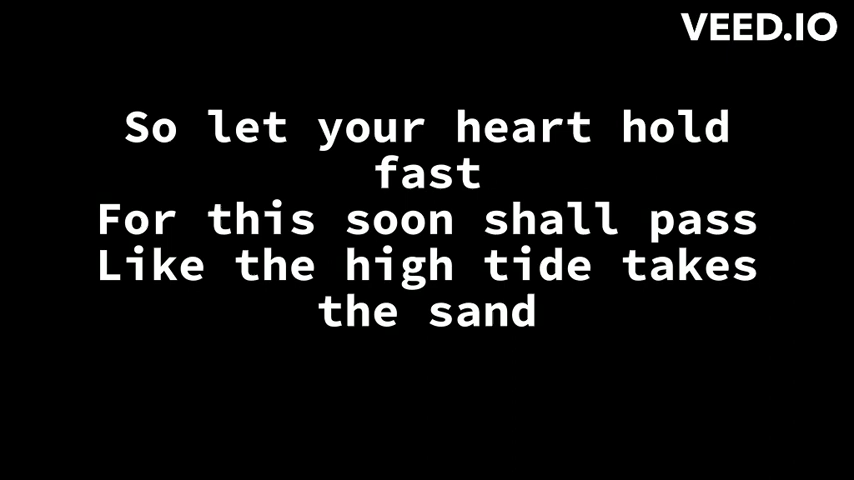 VEED.IO
So let your heart hold
fast
For this soon shall pass
Like the high tide takes
the sand